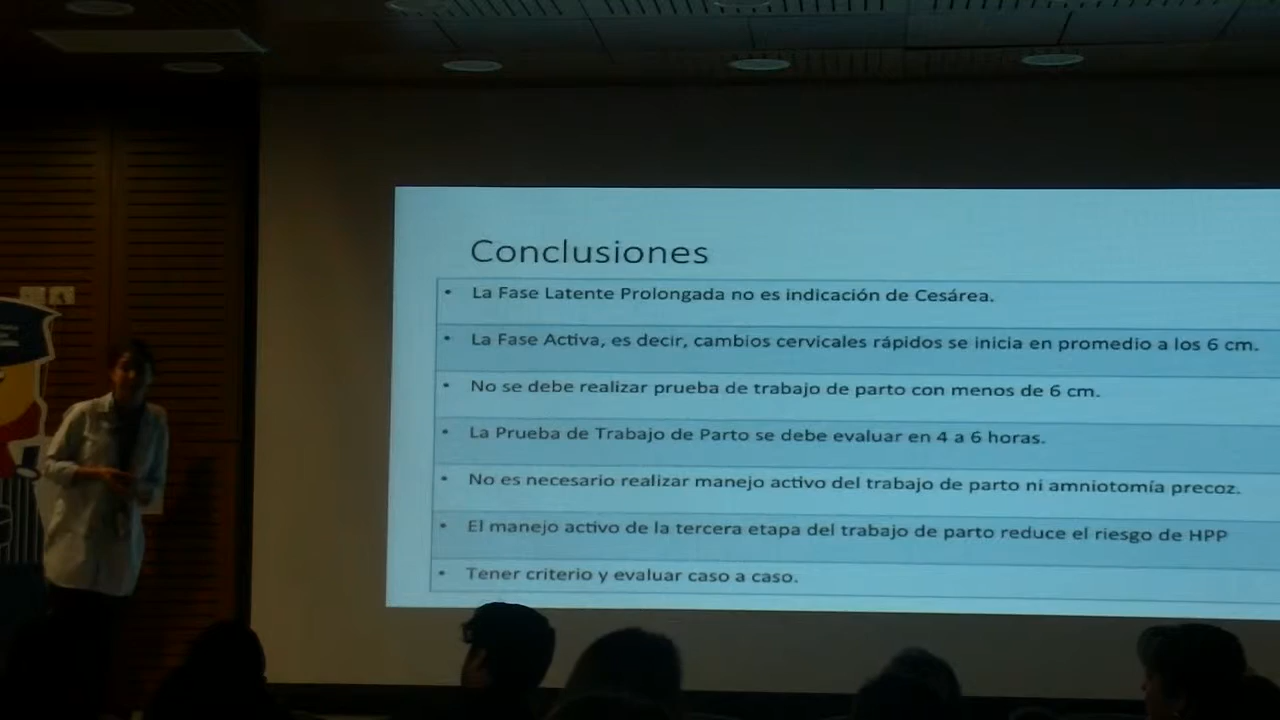 Conclusiones
• La Fase Latente Prolongada no es indicación de Cesárea.
• La Fase Activa, es decir, cambios cervicales rápidos se inicia en promedio a los 6 cm.
• No se debe realizar prueba de trabajo de parto con menos de 6 cm.
• La Prueba de Trabajo de Parto se debe evaluar en 4 a 6 horas.
• No es necesario realizar manejo activo del trabajo de parto ni amniotomía precoz.
• El manejo activo de la tercera etapa del trabajo de parto reduce el riesgo de HPP
• Tener criterio y evaluar caso a caso.